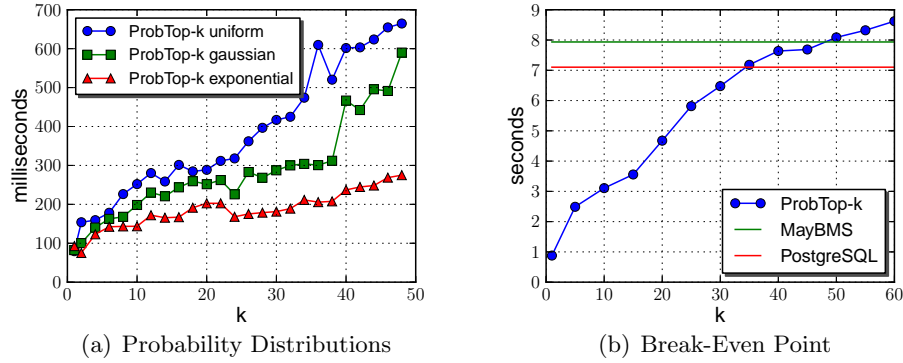 700
600
500
400
300
200
100
0
milliseconds
0 10 20 30 40 50
k
ProbTop-k uniform
ProbTop-k gaussian
ProbTop-k exponential
(a) Probability Distributions
9
8
7
6
5
4
3
2
1
0
seconds
0 10 20 30 40 50 60
k
ProbTop-k
MayBMS
PostgreSQL
(b) Break-Even Point